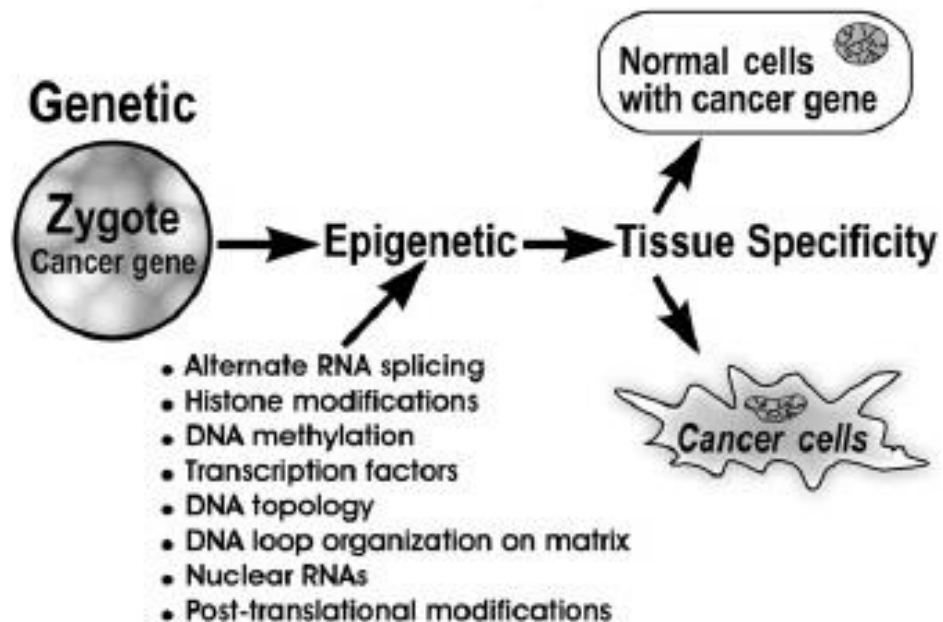 Genetic
Zygote
Cancer gene
Epigenetic
Tissue Specificity
Normal cells
with cancer gene
Cancer cells
• Alternate RNA splicing
• Histone modifications
• DNA methylation
• Transcription factors
• DNA topology
• DNA loop organization on matrix
• Nuclear RNAs
• Post-translational modifications